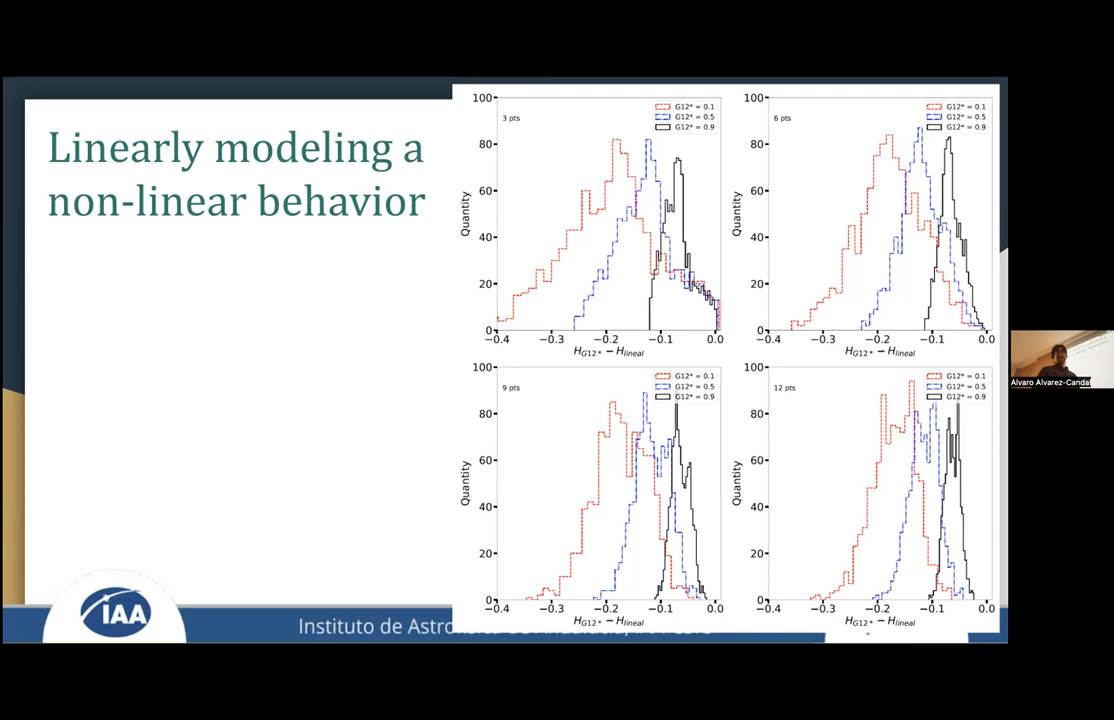 Linearly modeling a
non-linear behavior
100
80
60
40
20
0
Quantity
3 pts
G12* = 0.1
G12* = 0.5
G12* = 0.9
−0.4 −0.3 −0.2 −0.1 0.0
H_G12* − H_lineal
100
80
60
40
20
0
Quantity
6 pts
G12* = 0.1
G12* = 0.5
G12* = 0.9
−0.4 −0.3 −0.2 −0.1 0.0
H_G12* − H_lineal
100
80
60
40
20
0
Quantity
9 pts
G12* = 0.1
G12* = 0.5
G12* = 0.9
−0.4 −0.3 −0.2 −0.1 0.0
H_G12* − H_lineal
100
80
60
40
20
0
Quantity
12 pts
G12* = 0.1
G12* = 0.5
G12* = 0.9
−0.4 −0.3 −0.2 −0.1 0.0
H_G12* − H_lineal
IAA
Instituto de
Alvaro Alvarez-Canda